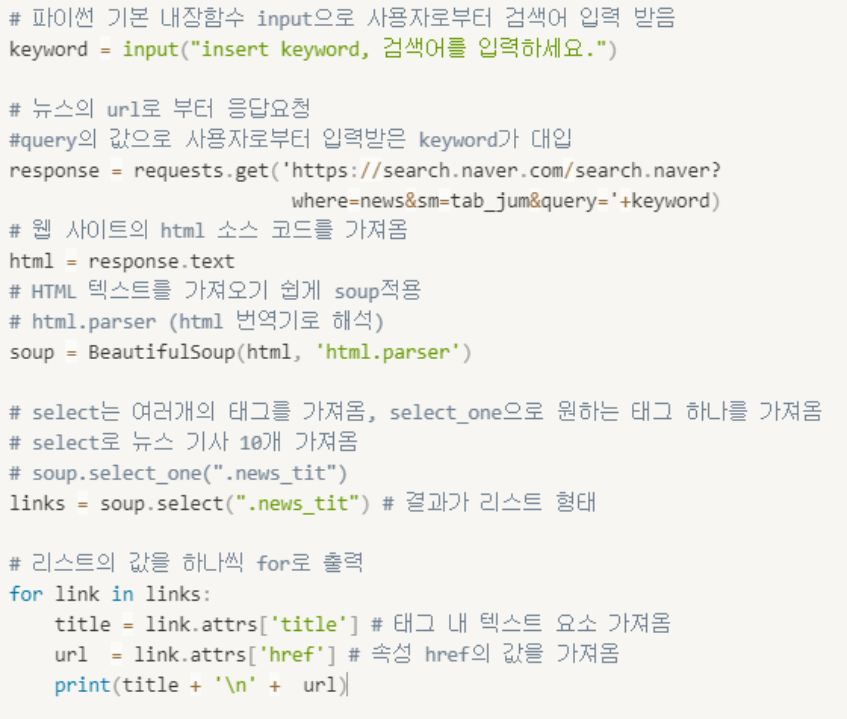 # 파이썬 기본 내장함수 input으로 사용자로부터 검색어 입력 받음
keyword = input("insert keyword, 검색어를 입력하세요.")
# 뉴스의 url로 부터 응답요청
#query의 값으로 사용자로부터 입력받은 keyword가 대입
response = requests.get('https://search.naver.com/search.naver?
where=news&sm=tab_jum&query='+keyword)
# 웹 사이트의 html 소스 코드를 가져옴
html = response.text
# HTML 텍스트를 가져오기 쉽게 soup적용
# html.parser (html 번역기로 해석)
soup = BeautifulSoup(html, 'html.parser')
# select는 여러개의 태그를 가져옴, select_one으로 원하는 태그 하나를 가져옴
# select로 뉴스 기사 10개 가져옴
# soup.select_one(".news_tit")
links = soup.select(".news_tit") # 결과가 리스트 형태
# 리스트의 값을 하나씩 for로 출력
for link in links:
    title = link.attrs['title'] # 태그 내 텍스트 요소 가져옴
    url  = link.attrs['href'] # 속성 href의 값을 가져옴
    print(title + '\n' +  url)